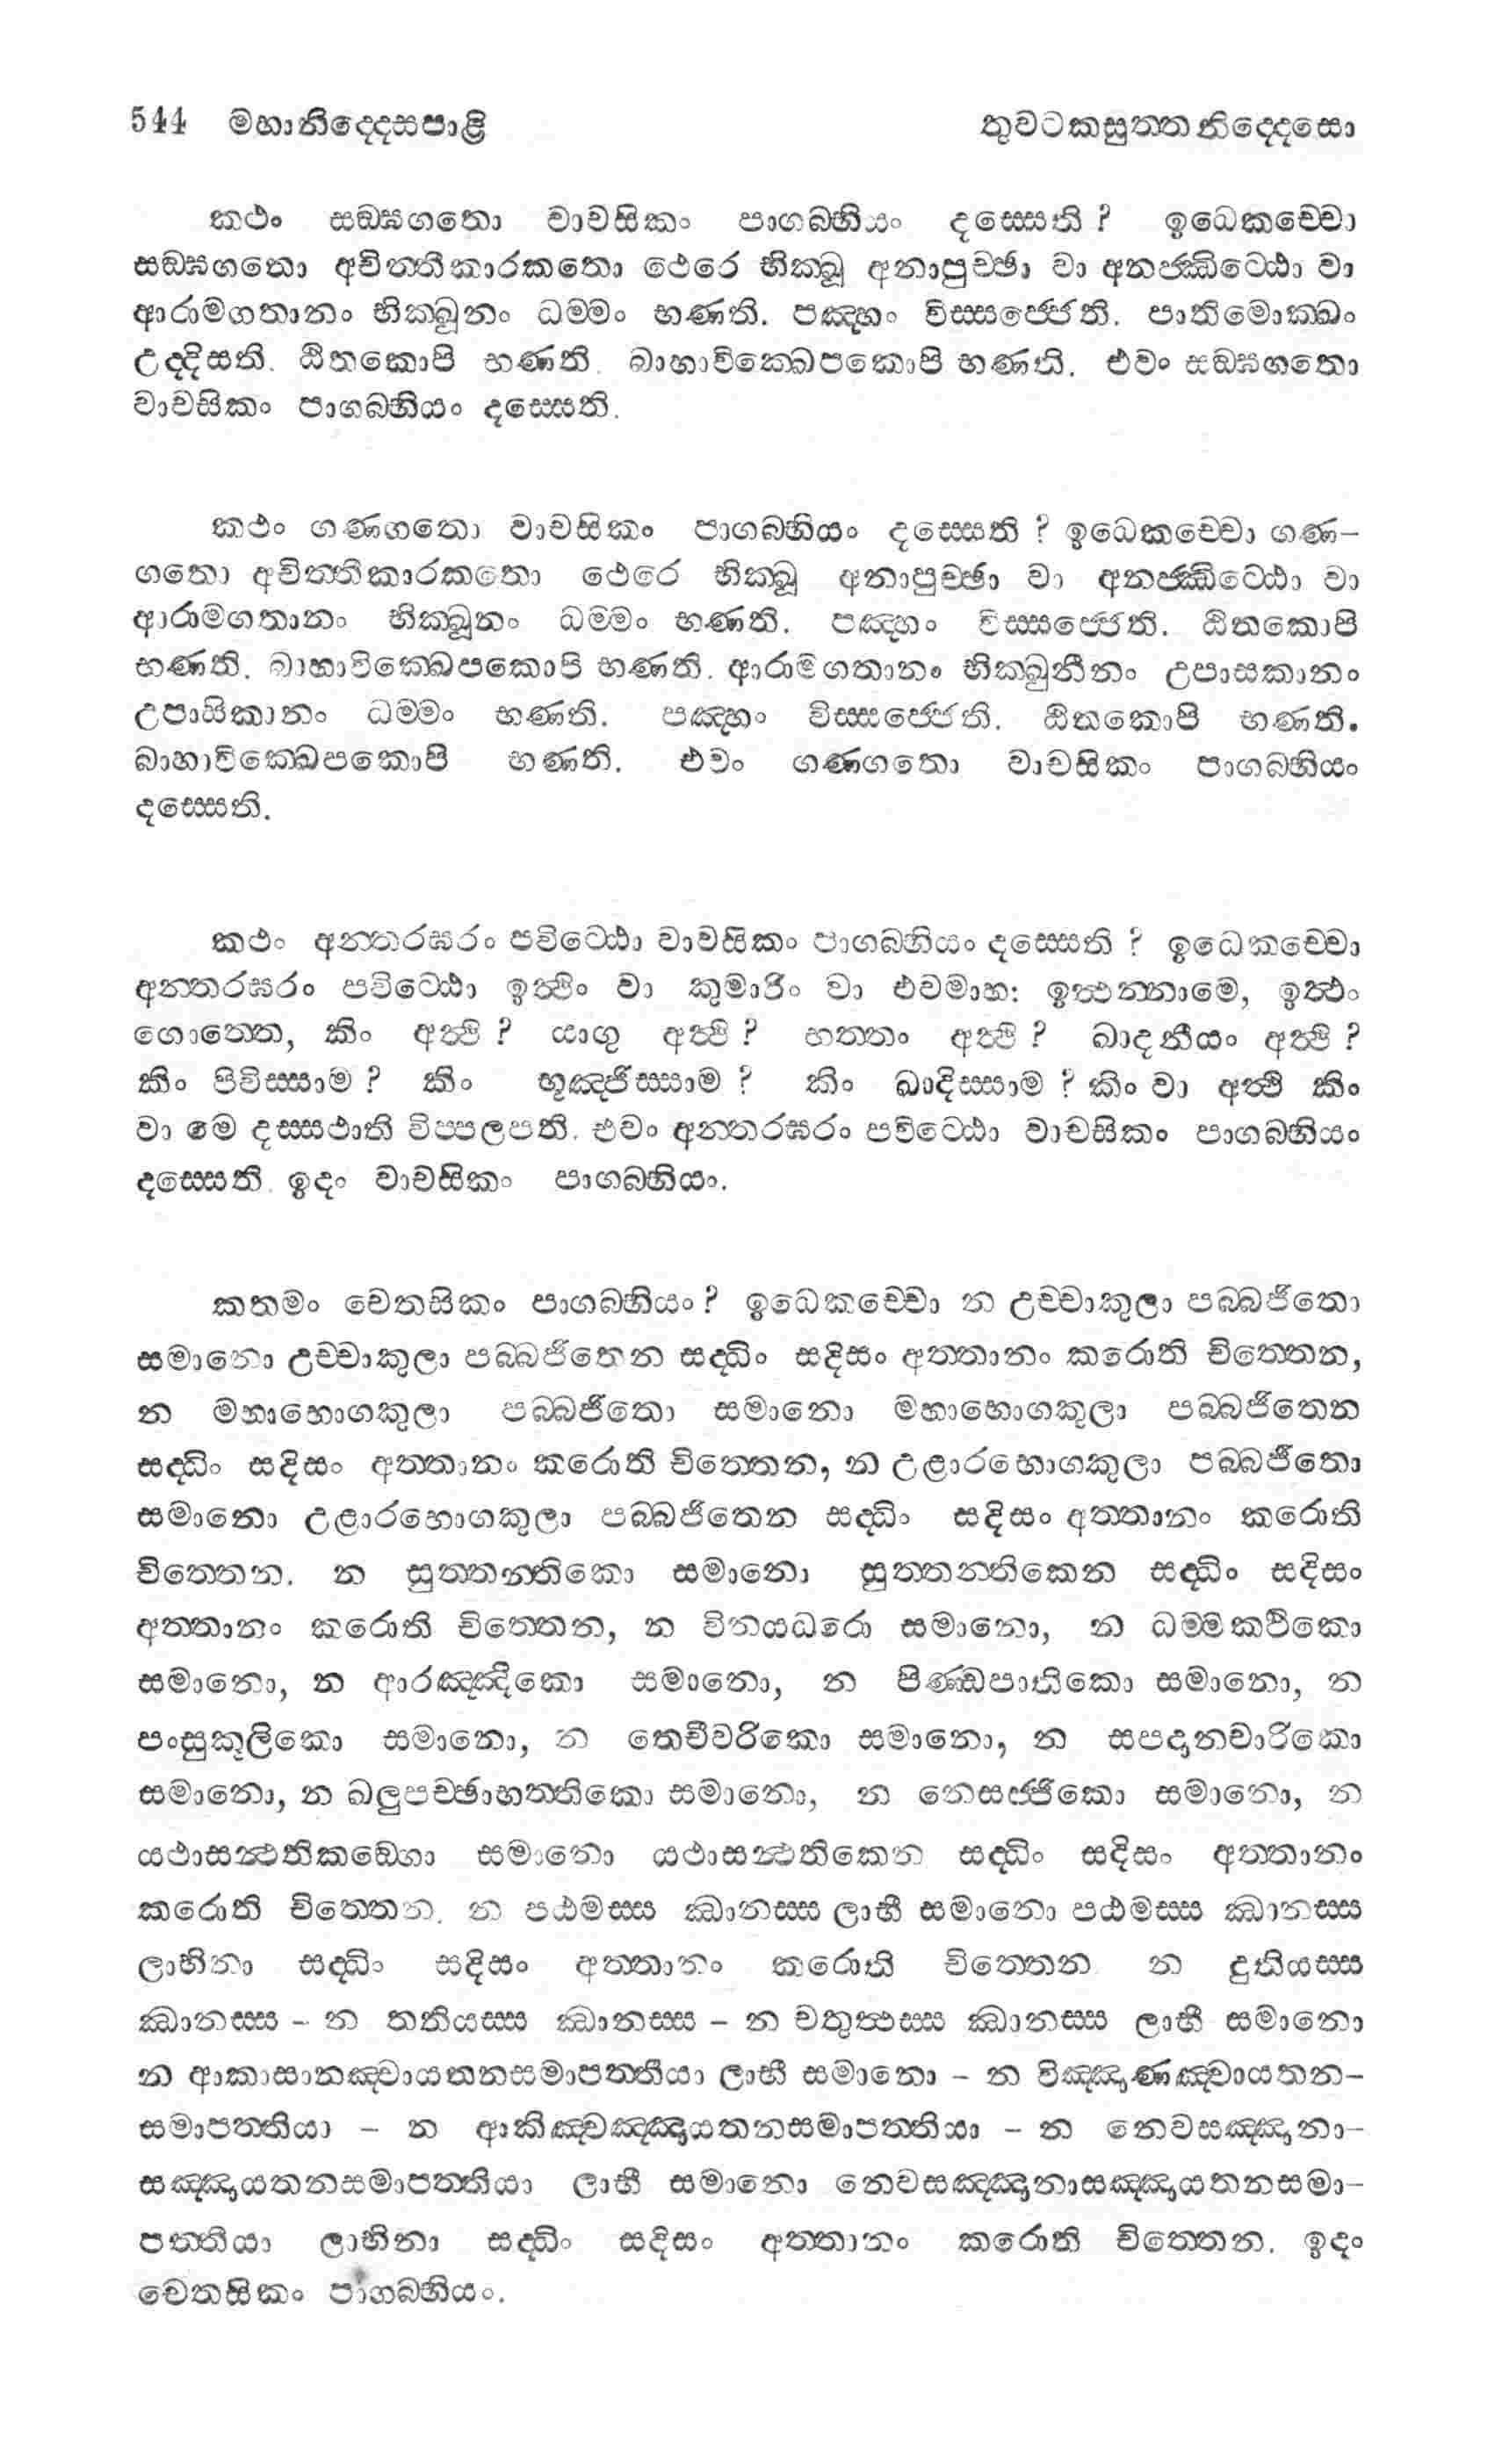 544 මහානිද්දෙසපාළි තුවටකසුත්තනිද්දෙසො
කථං සඞ්ඝගතො වාචසිකං පාගබ්භියං දස්සෙති? ඉධෙකච්චො
සඞ්ඝගතො අචිත්තීකාරකතො ථෙරෙ භික්ඛූ අනාපුච්ඡා වා අනජ්ඣිට්ඨො වා
ආරාමගතානං භික්ඛූනං ධම්මං භණති. පඤ්හං විස්සජ්ජෙති. පාතිමොක්ඛං
උද්දිසති. ඨිතකොපි භණති. බාහාවික්ඛෙපකොපි භණති. එවං සඞ්ඝගතො
වාචසිකං පාගබ්භියං දස්සෙති.
කථං ගණගතො වාචසිකං පාගබ්භියං දස්සෙති? ඉධෙකච්චො ගණ-
ගතො අචිත්තීකාරකතො ථෙරෙ භික්ඛූ අනාපුච්ඡා වා අනජ්ඣිට්ඨො වා
ආරාමගතානං භික්ඛූනං ධම්මං භණති. පඤ්හං විස්සජ්ජෙති. ඨිතකොපි
භණති. බාහාවික්ඛෙපකොපි භණති. ආරාමගතානං භික්ඛුනීනං උපාසකානං
උපාසිකානං ධම්මං භණති. පඤ්හං විස්සජ්ජෙති. ඨිතකොපි භණති.
බාහාවික්ඛෙපකොපි භණති. එවං ගණගතො වාචසිකං පාගබ්භියං
දස්සෙති.
කථං අන්තරඝරං පවිට්ඨො වාචසිකං පාගබ්භියං දස්සෙති? ඉධෙකච්චො
අන්තරඝරං පවිට්ඨො ඉත්ථිං වා කුමාරිං වා එවමාහ: ඉත්ථන්නාමෙ, ඉත්ථං
ගොත්තෙ, කිං අත්ථි? යාගු අත්ථි? භත්තං අත්ථි? ඛාදනීයං අත්ථි?
කිං පිවිස්සාම? කිං භූඤ්ජිස්සාම? කිං ඛාදිස්සාම? කිං වා අත්ථි කිං
වා මෙ දස්සථාති විප්පලපති. එවං අන්තරඝරං පවිට්ඨො වාචසිකං පාගබ්භියං
දස්සෙති. ඉදං වාචසිකං පාගබ්භියං.
කතමං චෙතසිකං පාගබ්භියං? ඉධෙකච්චො න උච්චාකුලා පබ්බජිතො
සමානො උච්චාකුලා පබ්බජිතෙන සද්ධිං සදිසං අත්තානං කරොති චිත්තෙන,
න මහාභොගකුලා පබ්බජිතො සමානො මහාභොගකුලා පබ්බජිතෙන
සද්ධිං සදිසං අත්තානං කරොති චිත්තෙන, න උළාරභොගකුලා පබ්බජිතො
සමානො උළාරභොගකුලා පබ්බජිතෙන සද්ධිං සදිසං අත්තානං කරොති
චිත්තෙන. න සුත්තන්තිකො සමානො සුත්තන්තිකෙන සද්ධිං සදිසං
අත්තානං කරොති චිත්තෙන, න විනයධරො සමානො, න ධම්මකථිකො
සමානො, න ආරඤ්ඤිකො සමානො, න පිණ්ඩපාතිකො සමානො, න
පංසුකූලිකො සමානො, න තෙචීවරිකො සමානො, න සපදානචාරිකො
සමානො, න ඛලුපච්ඡාභත්තිකො සමානො, න නෙසජ්ජිකො සමානො, න
යථාසන්ථතිකඞ්ගො සමානො යථාසන්ථතිකෙන සද්ධිං සදිසං අත්තානං
කරොති චිත්තෙන. න පඨමස්ස ඣානස්ස ලාභී සමානො පඨමස්ස ඣානස්ස
ලාභිනා සද්ධිං සදිසං අත්තානං කරොති චිත්තෙන න දුතියස්ස
ඣානස්ස - න තතියස්ස ඣානස්ස - න චතුත්ථස්ස ඣානස්ස ලාභී සමානො
න ආකාසානඤ්චායතනසමාපත්තියා ලාභී සමානො - න විඤ්ඤාණඤ්චායතන-
සමාපත්තියා - න ආකිඤ්චඤ්ඤායතනසමාපත්තියා - න නෙවසඤ්ඤානා-
සඤ්ඤායතනසමාපත්තියා ලාභී සමානො නෙවසඤ්ඤානාසඤ්ඤායතනසමා-
පත්තියා ලාභිනා සද්ධිං සදිසං අත්තානං කරොති චිත්තෙන. ඉදං
චෙතසිකං පාගබ්භියං.